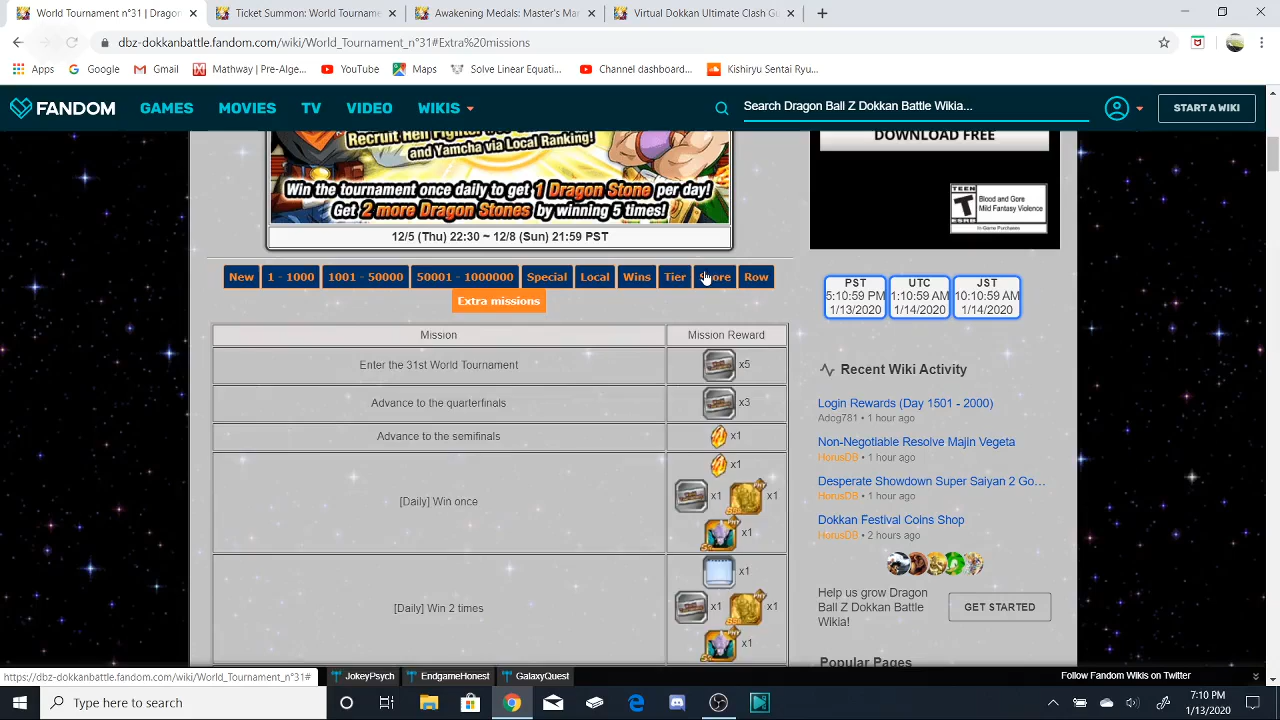 World_Tournament_n°31 | Dragon
Ticket Summon: World Tourname
Awakening Medals: Master's Mar
Virtual Dokkan Ultimate Clash Gu
dbz-dokkanbattle.fandom.com/wiki/World_Tournament_n°31#Extra%20missions
Apps Google Gmail Mathway | Pre-Alge... YouTube Maps Solve Linear Equati... Channel dashboard... Kishiryu Sentai Ryu...
FANDOM GAMES MOVIES TV VIDEO WIKIS Search Dragon Ball Z Dokkan Battle Wikia... START A WIKI
DOWNLOAD FREE
and Yamcha via Local Ranking!
Win the tournament once daily to get 1 Dragon Stone per day!
Get 2 more Dragon Stones by winning 5 times!
TEEN
T
ESRB
Blood and Gore
Mild Fantasy Violence
In-Game Purchases
12/5 (Thu) 22:30 ~ 12/8 (Sun) 21:59 PST
New 1 - 1000 1001 - 50000 50001 - 1000000 Special Local Wins Tier Score Row
Extra missions
PST
5:10:59 PM
1/13/2020
UTC
1:10:59 AM
1/14/2020
JST
10:10:59 AM
1/14/2020
Mission Mission Reward
Enter the 31st World Tournament x5
Advance to the quarterfinals x3
Advance to the semifinals x1
[Daily] Win once
x1
x1 x1
x1
[Daily] Win 2 times
x1
x1 x1
x1
Recent Wiki Activity
Login Rewards (Day 1501 - 2000)
Adog781 • 1 hour ago
Non-Negotiable Resolve Majin Vegeta
HorusDB • 1 hour ago
Desperate Showdown Super Saiyan 2 Go...
HorusDB • 1 hour ago
Dokkan Festival Coins Shop
HorusDB • 2 hours ago
Help us grow Dragon
Ball Z Dokkan Battle
Wikia!
GET STARTED
Popular Pages
https://dbz-dokkanbattle.fandom.com/wiki/World_Tournament_n°31#
JokeyPsych EnigmaHonest GalaxyQuest
Follow Fandom Wikis on Twitter
Type here to search
7:10 PM
1/13/2020